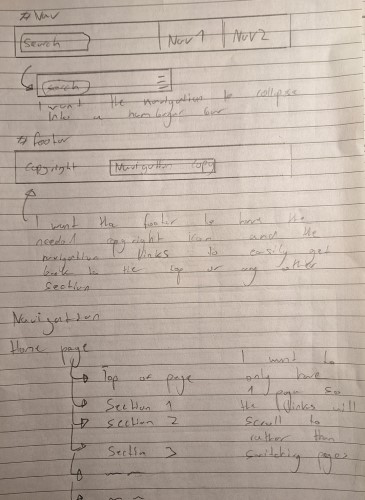 # Nav
Search Nav 1 Nav 2
Serch
I want the navigation to collapse
into a hamburger bar
# footer
copyright Navigation copy
I want the footer to have the
needed copyright and the
navigation links to easily get
back to the top or any other
section
Navigation
Home page
Top of page
Section 1
Section 2
Section 3
I want to
only have
1 page so
the links will
scroll to
rather than
switching pages